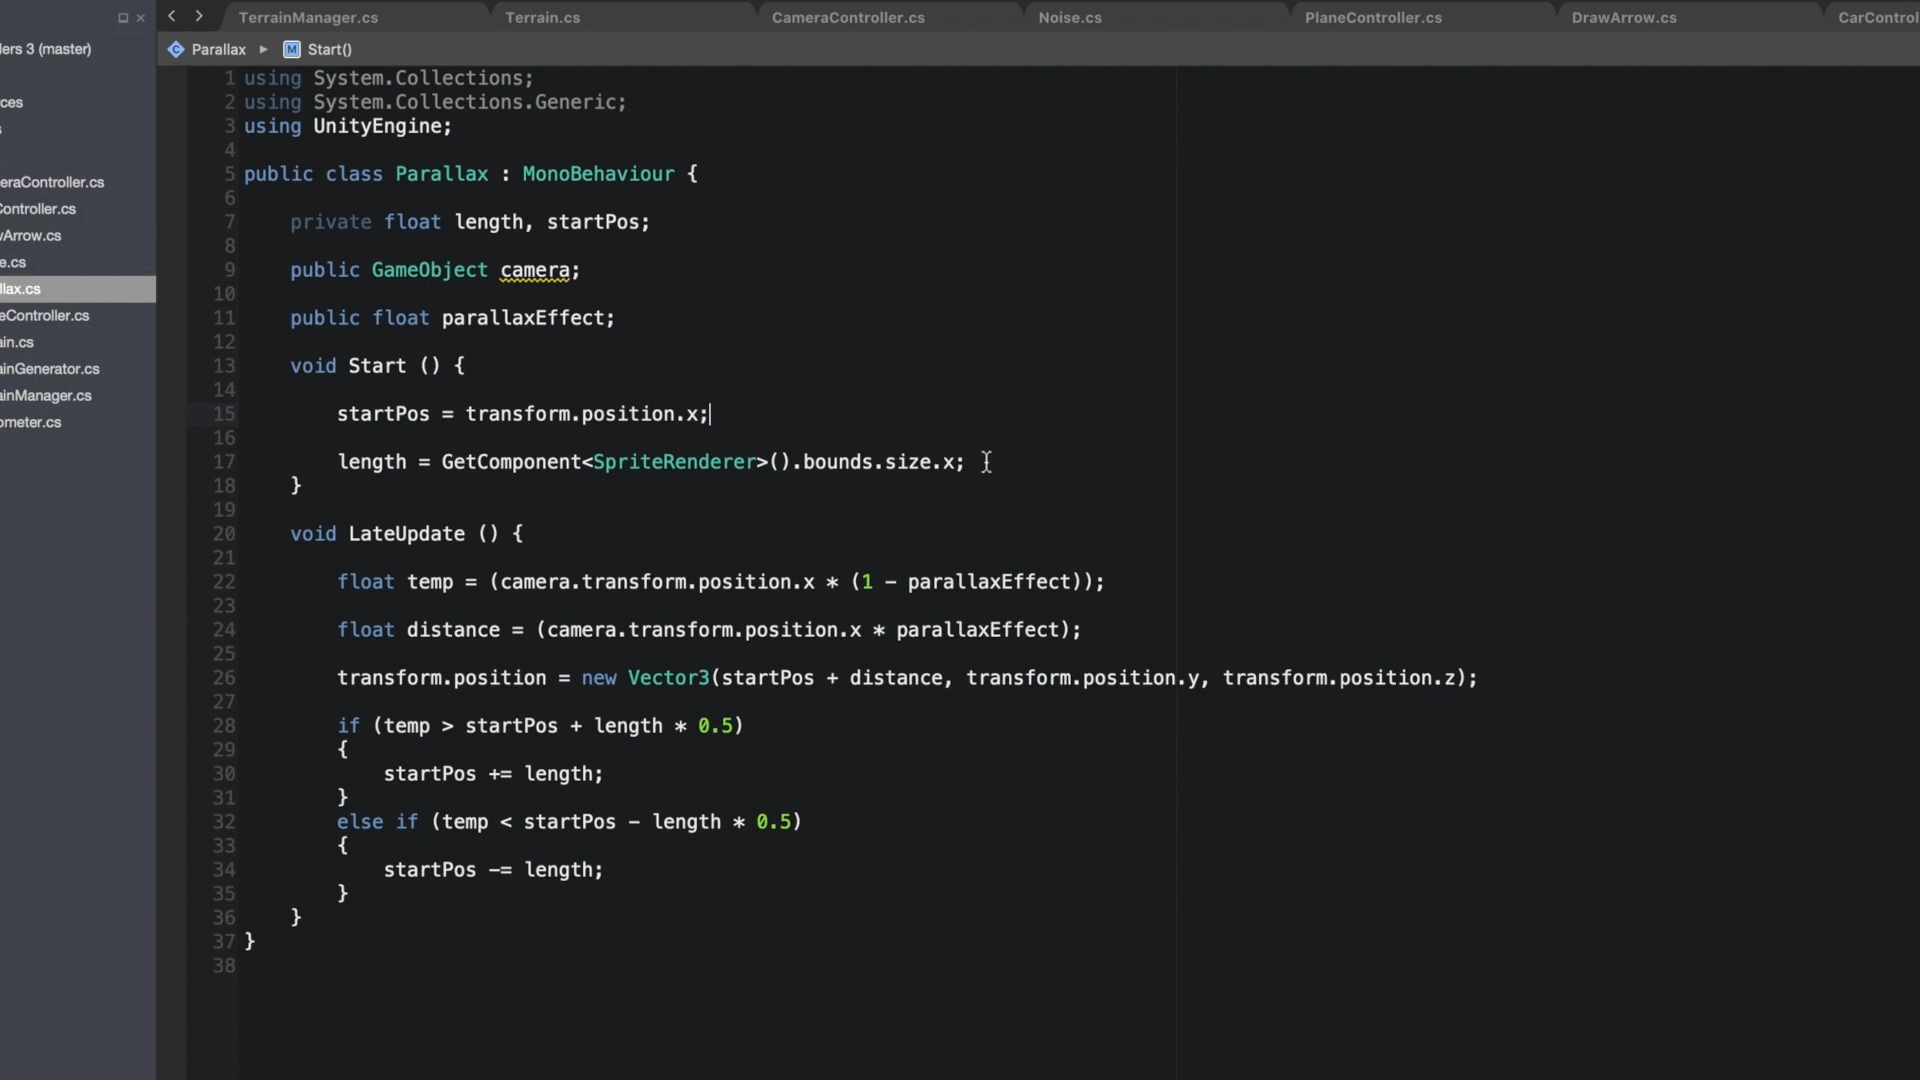 TerrainManager.cs
Terrain.cs
CameraController.cs
Noise.cs
PlaneController.cs
DrawArrow.cs
CarControl
ders 3 (master)
Parallax
M Start()
ces
s
eraController.cs
Controller.cs
wArrow.cs
e.cs
llax.cs
eController.cs
ain.cs
ainGenerator.cs
ainManager.cs
ometer.cs
1 using System.Collections;
2 using System.Collections.Generic;
3 using UnityEngine;
4
5 public class Parallax : MonoBehaviour {
6
7 private float length, startPos;
8
9 public GameObject camera;
10
11 public float parallaxEffect;
12
13 void Start () {
14
15 startPos = transform.position.x;
16
17 length = GetComponent<SpriteRenderer>().bounds.size.x;
18 }
19
20 void LateUpdate () {
21
22 float temp = (camera.transform.position.x * (1 - parallaxEffect));
23
24 float distance = (camera.transform.position.x * parallaxEffect);
25
26 transform.position = new Vector3(startPos + distance, transform.position.y, transform.position.z);
27
28 if (temp > startPos + length * 0.5)
29 {
30 startPos += length;
31 }
32 else if (temp < startPos - length * 0.5)
33 {
34 startPos -= length;
35 }
36 }
37 }
38